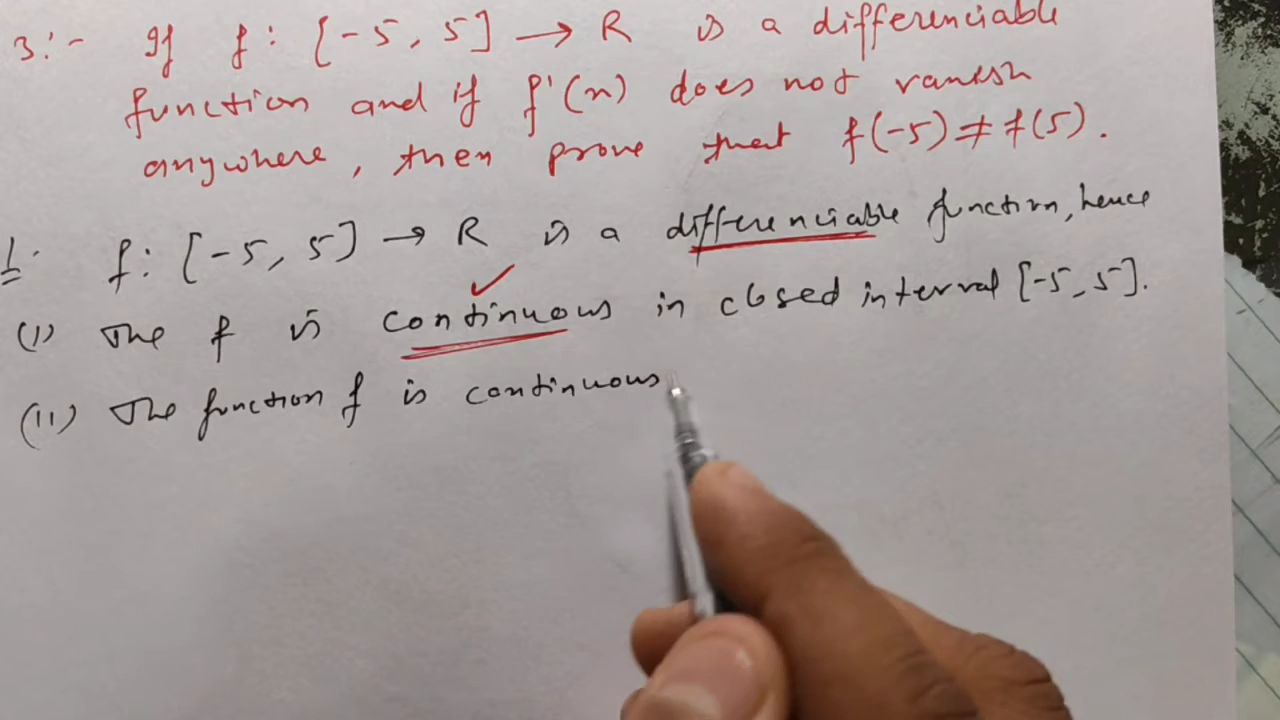 3:- If f : [-5, 5] → R is a differenciable
function and if f'(n) does not vanish
anywhere, then prove that f(-5) ≠ f(5).
1. f : [-5, 5] → R is a differenciable function, hence
(I) The f is continuous in closed interval [-5, 5].
(II) The function f is continuous